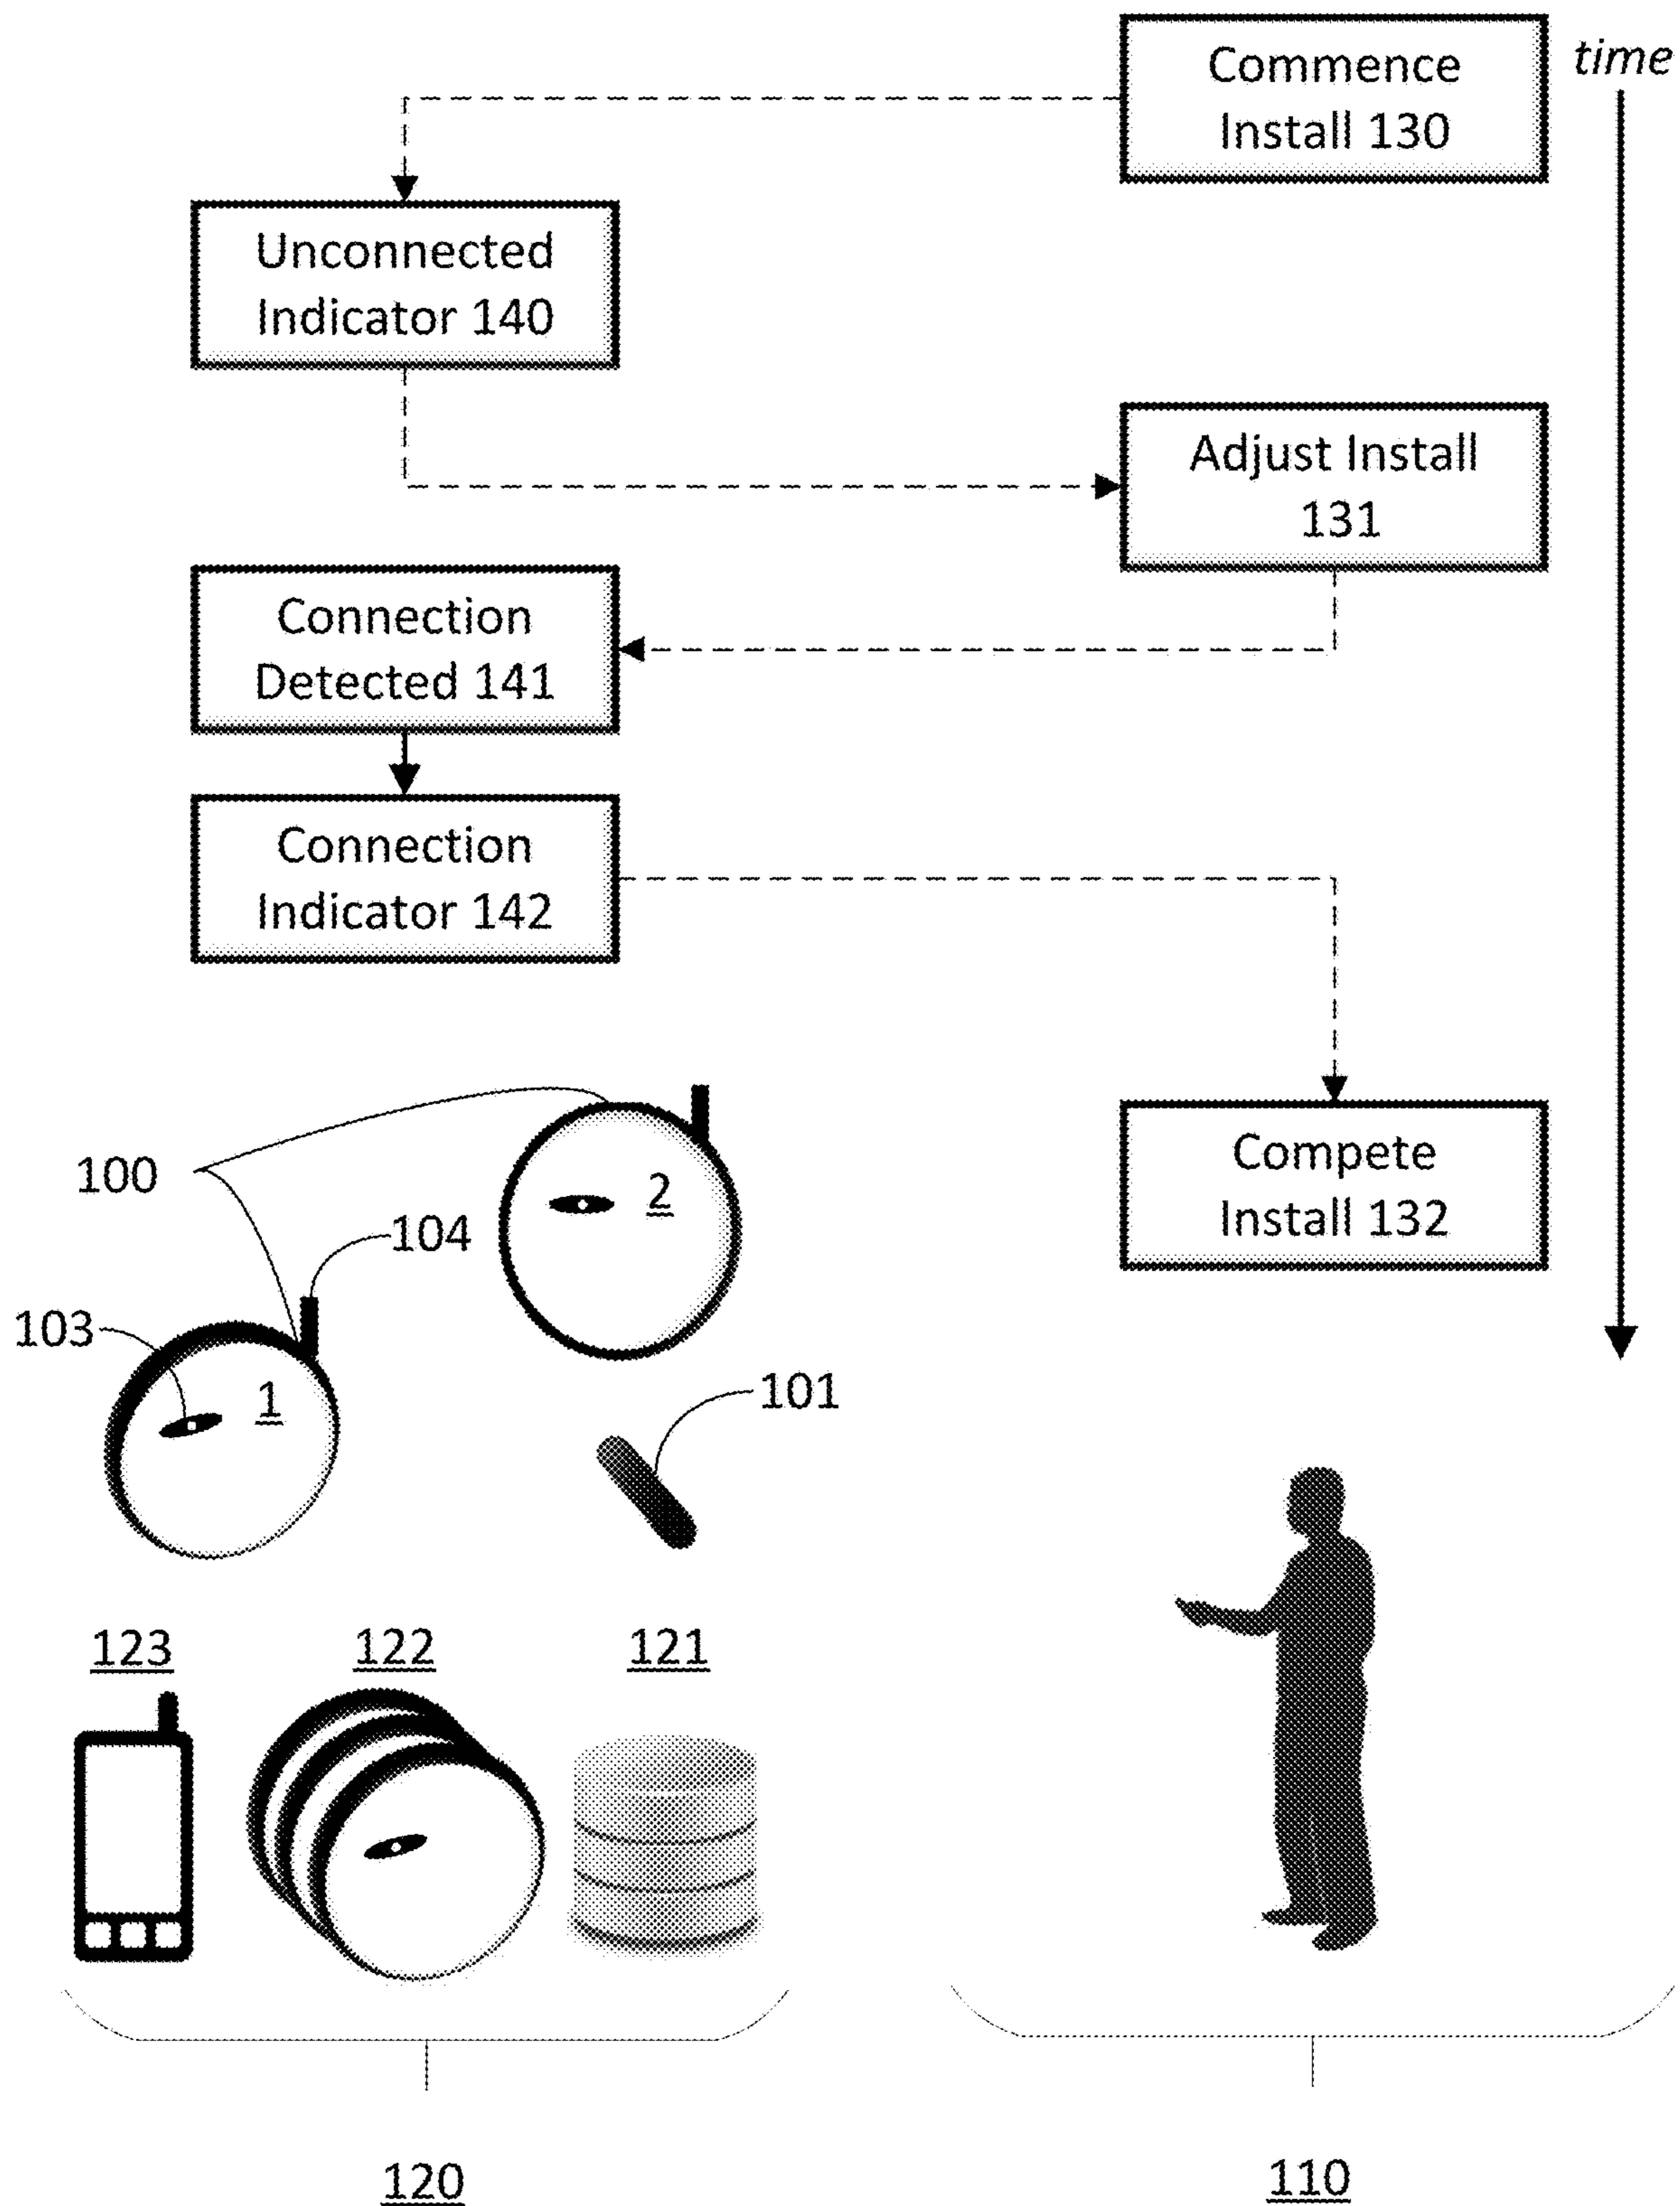 Commence
Install 130
time
Unconnected
Indicator 140
Adjust Install
131
Connection
Detected 141
Connection
Indicator 142
Compete
Install 132
100
2
104
103
1
101
123
122
121
120
110